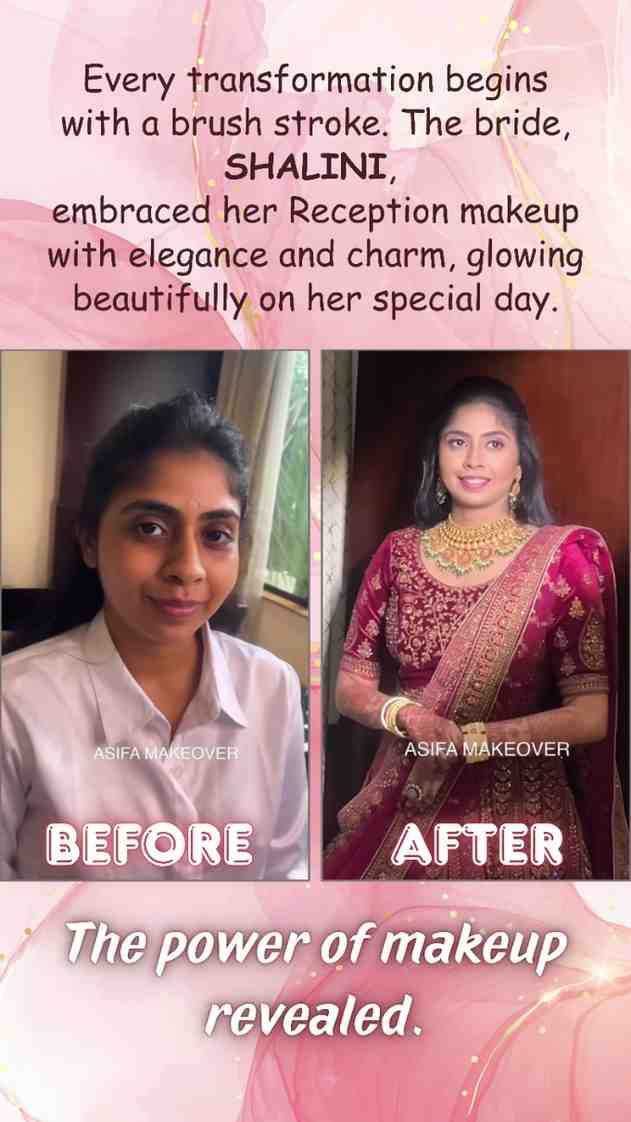 Every transformation begins
with a brush stroke. The bride,
SHALINI,
embraced her Reception makeup
with elegance and charm, glowing
beautifully on her special day.
ASIFA MAKEOVER
ASIFA MAKEOVER
BEFORE
AFTER
The power of makeup
revealed.